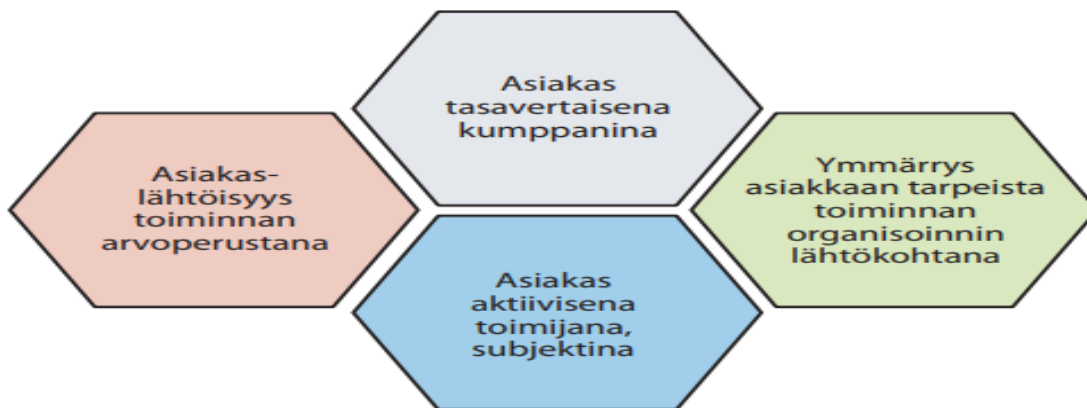 Asiakas
tasavertaisena
kumppanina
Asiakas-
lähtöisyys
toiminnan
arvoperustana
Ymmärrys
asiakkaan tarpeista
toiminnan
organisoinnin
lähtökohtana
Asiakas
aktiivisena
toimijana,
subjektina